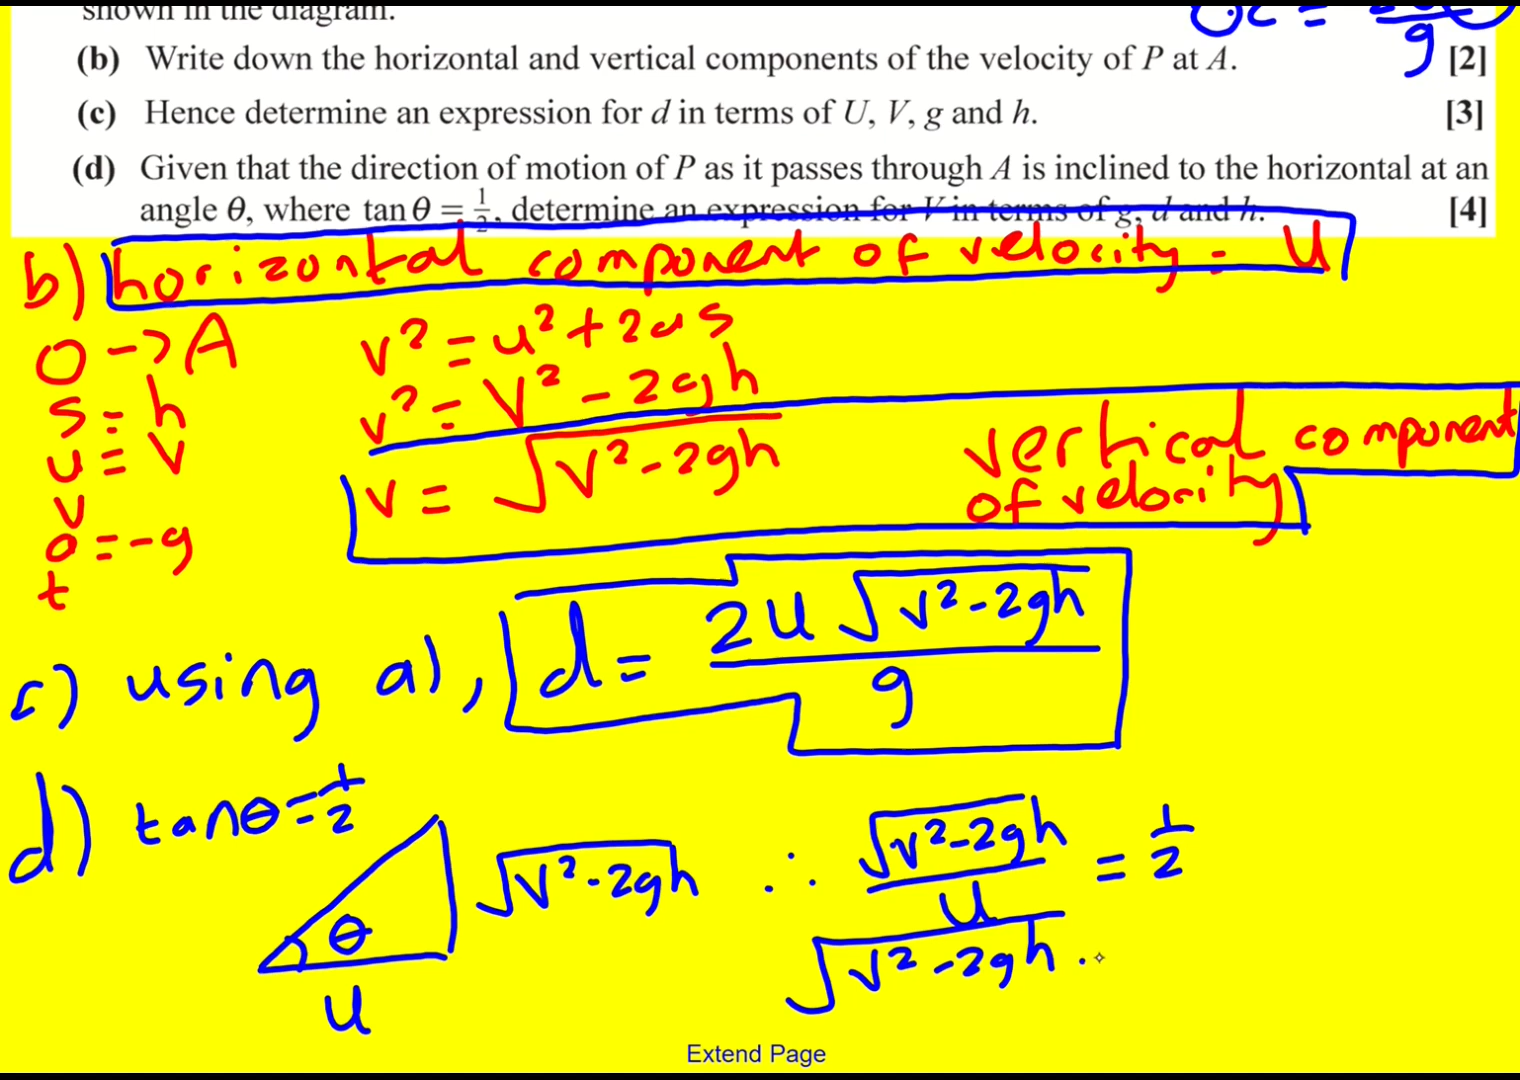 shown in the diagram.
g
(b) Write down the horizontal and vertical components of the velocity of P at A. [2]
(c) Hence determine an expression for d in terms of U, V, g and h. [3]
(d) Given that the direction of motion of P as it passes through A is inclined to the horizontal at an
angle θ, where tan θ = 1/2, determine an expression for V in terms of g, d and h. [4]
b) horizontal component of velocity = U
O -> A
s = h
u = V
v
a = -g
t
v² = u² + 2as
v² = V² - 2gh
v = √V² - 2gh
vertical component
of velocity
c) using a), d = 2U√V² - 2gh / g
d) tanθ = 1/2
θ
U
√V² - 2gh
∴ √V² - 2gh / U = 1/2
√V² - 2gh .
Extend Page